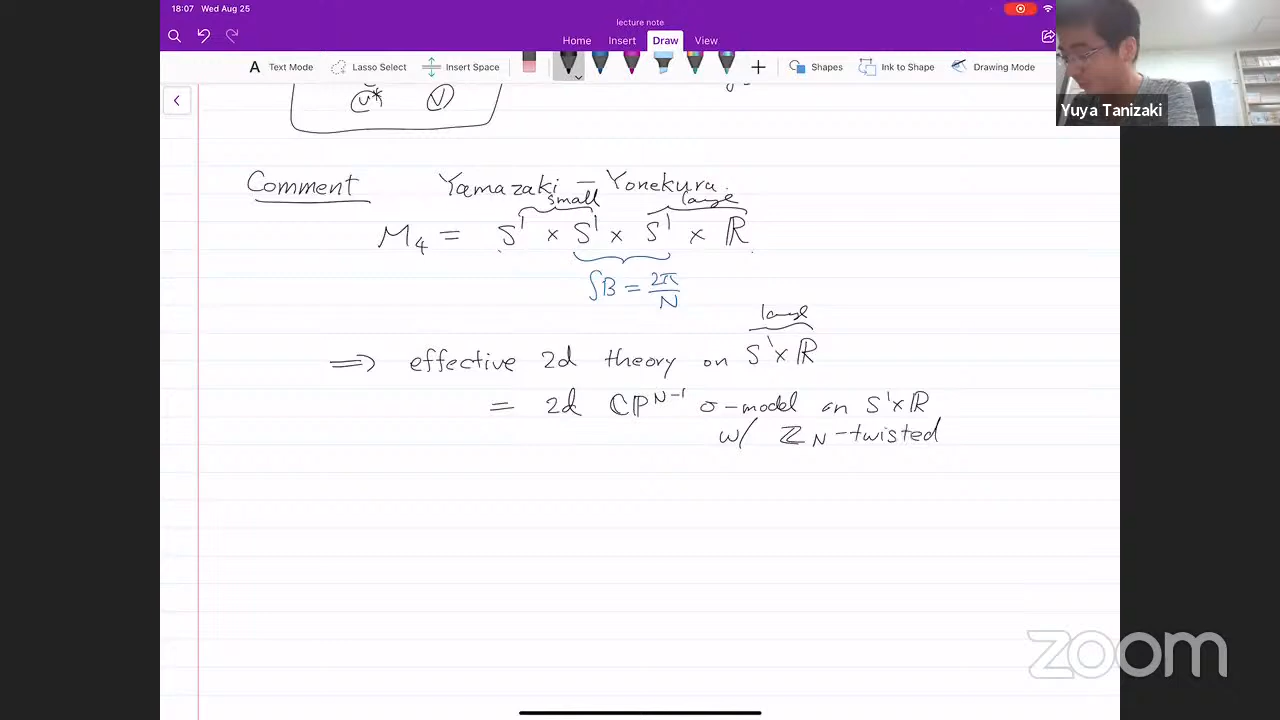 18:07 Wed Aug 25
lecture note
Home Insert Draw View
Text Mode Lasso Select Insert Space Shapes Ink to Shape Drawing Mode
Yuya Tanizaki
V* V
Comment Yamazaki – Yonekura.
small large
M₄ = S¹ × S¹ × S¹ × ℝ
∫B = 2π/N
large
⟹ effective 2d theory on S¹×ℝ
= 2d ℂP^{N-1} σ-model on S¹×ℝ
w/ ℤ_N-twisted
zoom